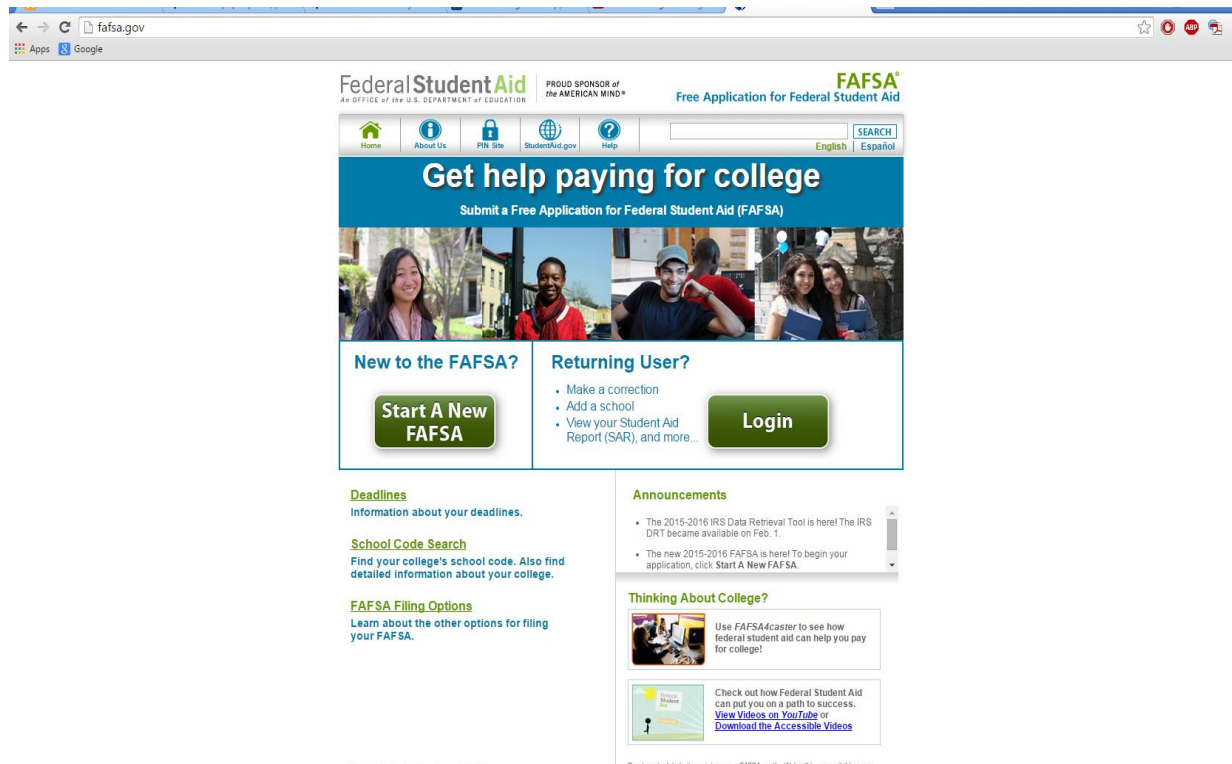 fafsa.gov
ABP
Apps Google
Federal Student Aid
An OFFICE of the U.S. DEPARTMENT of EDUCATION
PROUD SPONSOR of
the AMERICAN MIND®
FAFSA®
Free Application for Federal Student Aid
Home About Us PIN Site StudentAid.gov Help
SEARCH
English | Español
Get help paying for college
Submit a Free Application for Federal Student Aid (FAFSA)
New to the FAFSA?
Start A New
FAFSA
Returning User?
• Make a correction
• Add a school
• View your Student Aid
Report (SAR), and more...
Login
Deadlines
Information about your deadlines.
School Code Search
Find your college's school code. Also find
detailed information about your college.
FAFSA Filing Options
Learn about the other options for filing
your FAFSA.
Announcements
• The 2015-2016 IRS Data Retrieval Tool is here! The IRS
DRT became available on Feb. 1.
• The new 2015-2016 FAFSA is here! To begin your
application, click Start A New FAFSA.
Thinking About College?
Use FAFSA4caster to see how
federal student aid can help you pay
for college!
Federal
Student
Aid
Check out how Federal Student Aid
can put you on a path to success.
View Videos on YouTube or
Download the Accessible Videos